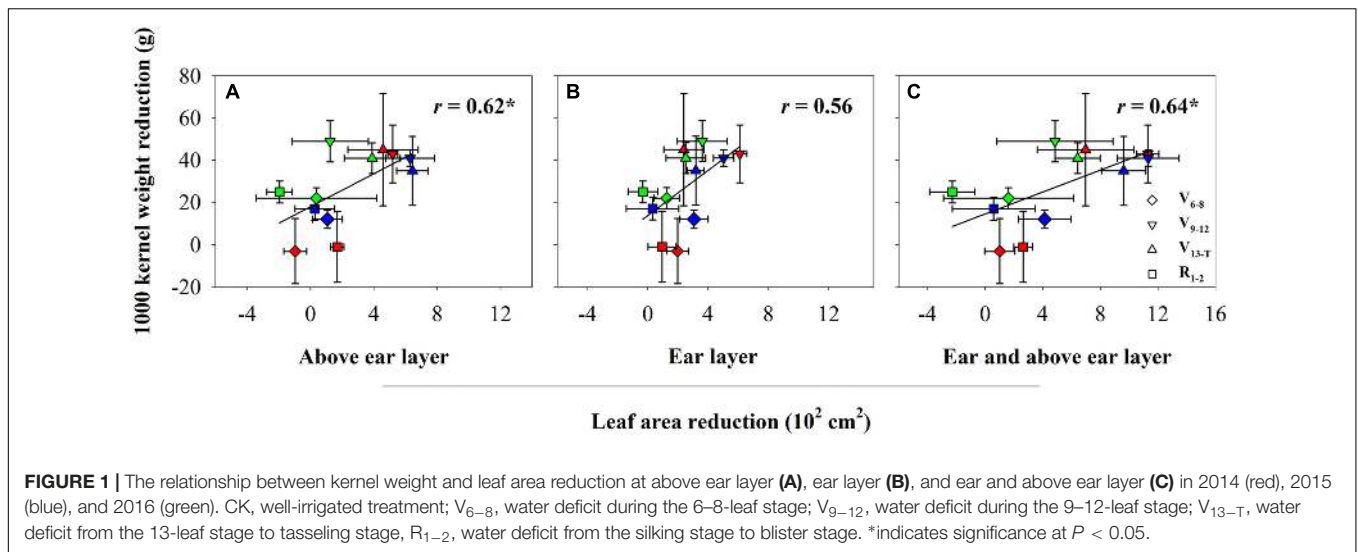 1000 kernel weight reduction (g)
80
60
40
20
0
-20
A
r = 0.62*
B
r = 0.56
C
r = 0.64*
V6-8
V9-12
V13-T
R1-2
-4 0 4 8 12
-4 0 4 8 12
-4 0 4 8 12 16
Above ear layer
Ear layer
Ear and above ear layer
Leaf area reduction (10² cm²)
FIGURE 1 | The relationship between kernel weight and leaf area reduction at above ear layer (A), ear layer (B), and ear and above ear layer (C) in 2014 (red), 2015
(blue), and 2016 (green). CK, well-irrigated treatment; V6–8, water deficit during the 6–8-leaf stage; V9–12, water deficit during the 9–12-leaf stage; V13–T, water
deficit from the 13-leaf stage to tasseling stage, R1–2, water deficit from the silking stage to blister stage. *indicates significance at P < 0.05.